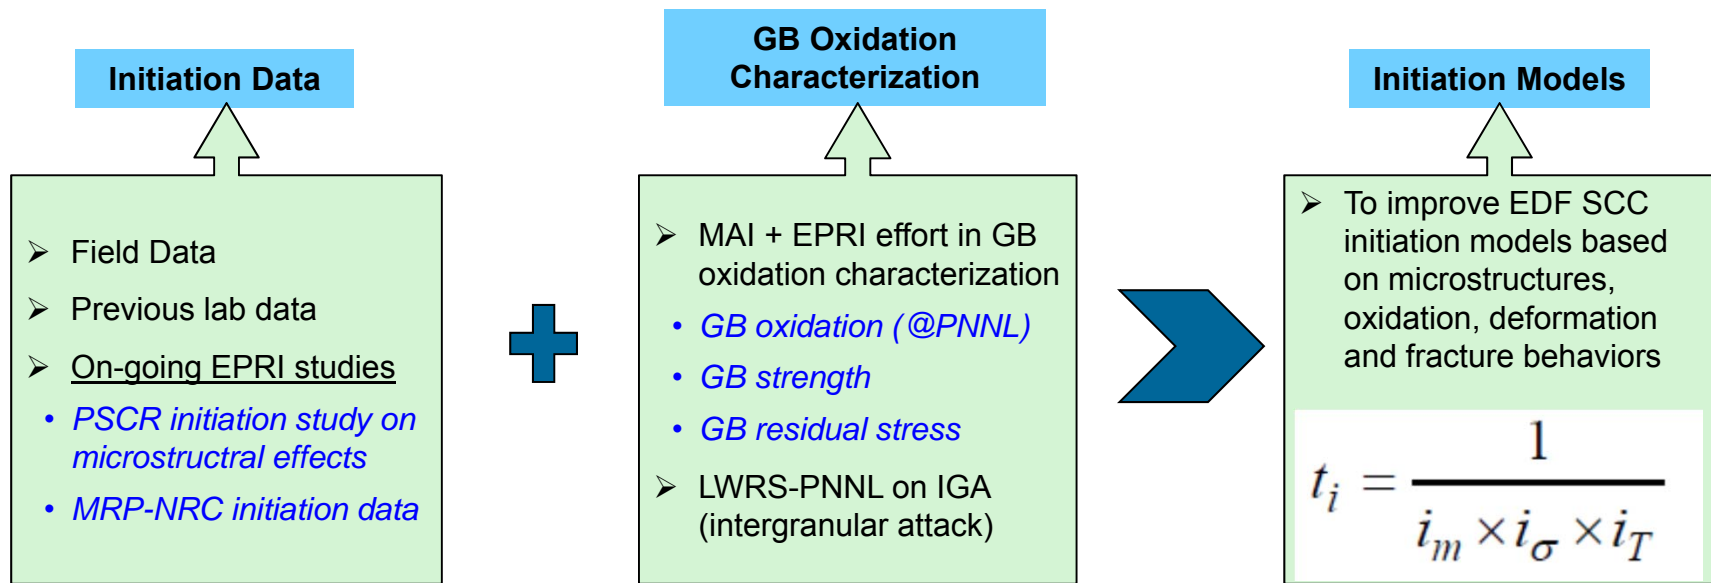 Initiation Data
➢ Field Data
➢ Previous lab data
➢ On-going EPRI studies
• PSCR initiation study on
microstructral effects
• MRP-NRC initiation data
GB Oxidation
Characterization
➢ MAI + EPRI effort in GB
oxidation characterization
• GB oxidation (@PNNL)
• GB strength
• GB residual stress
➢ LWRS-PNNL on IGA
(intergranular attack)
Initiation Models
➢ To improve EDF SCC
initiation models based
on microstructures,
oxidation, deformation
and fracture behaviors
t_i = 1 / (i_m × i_σ × i_T)